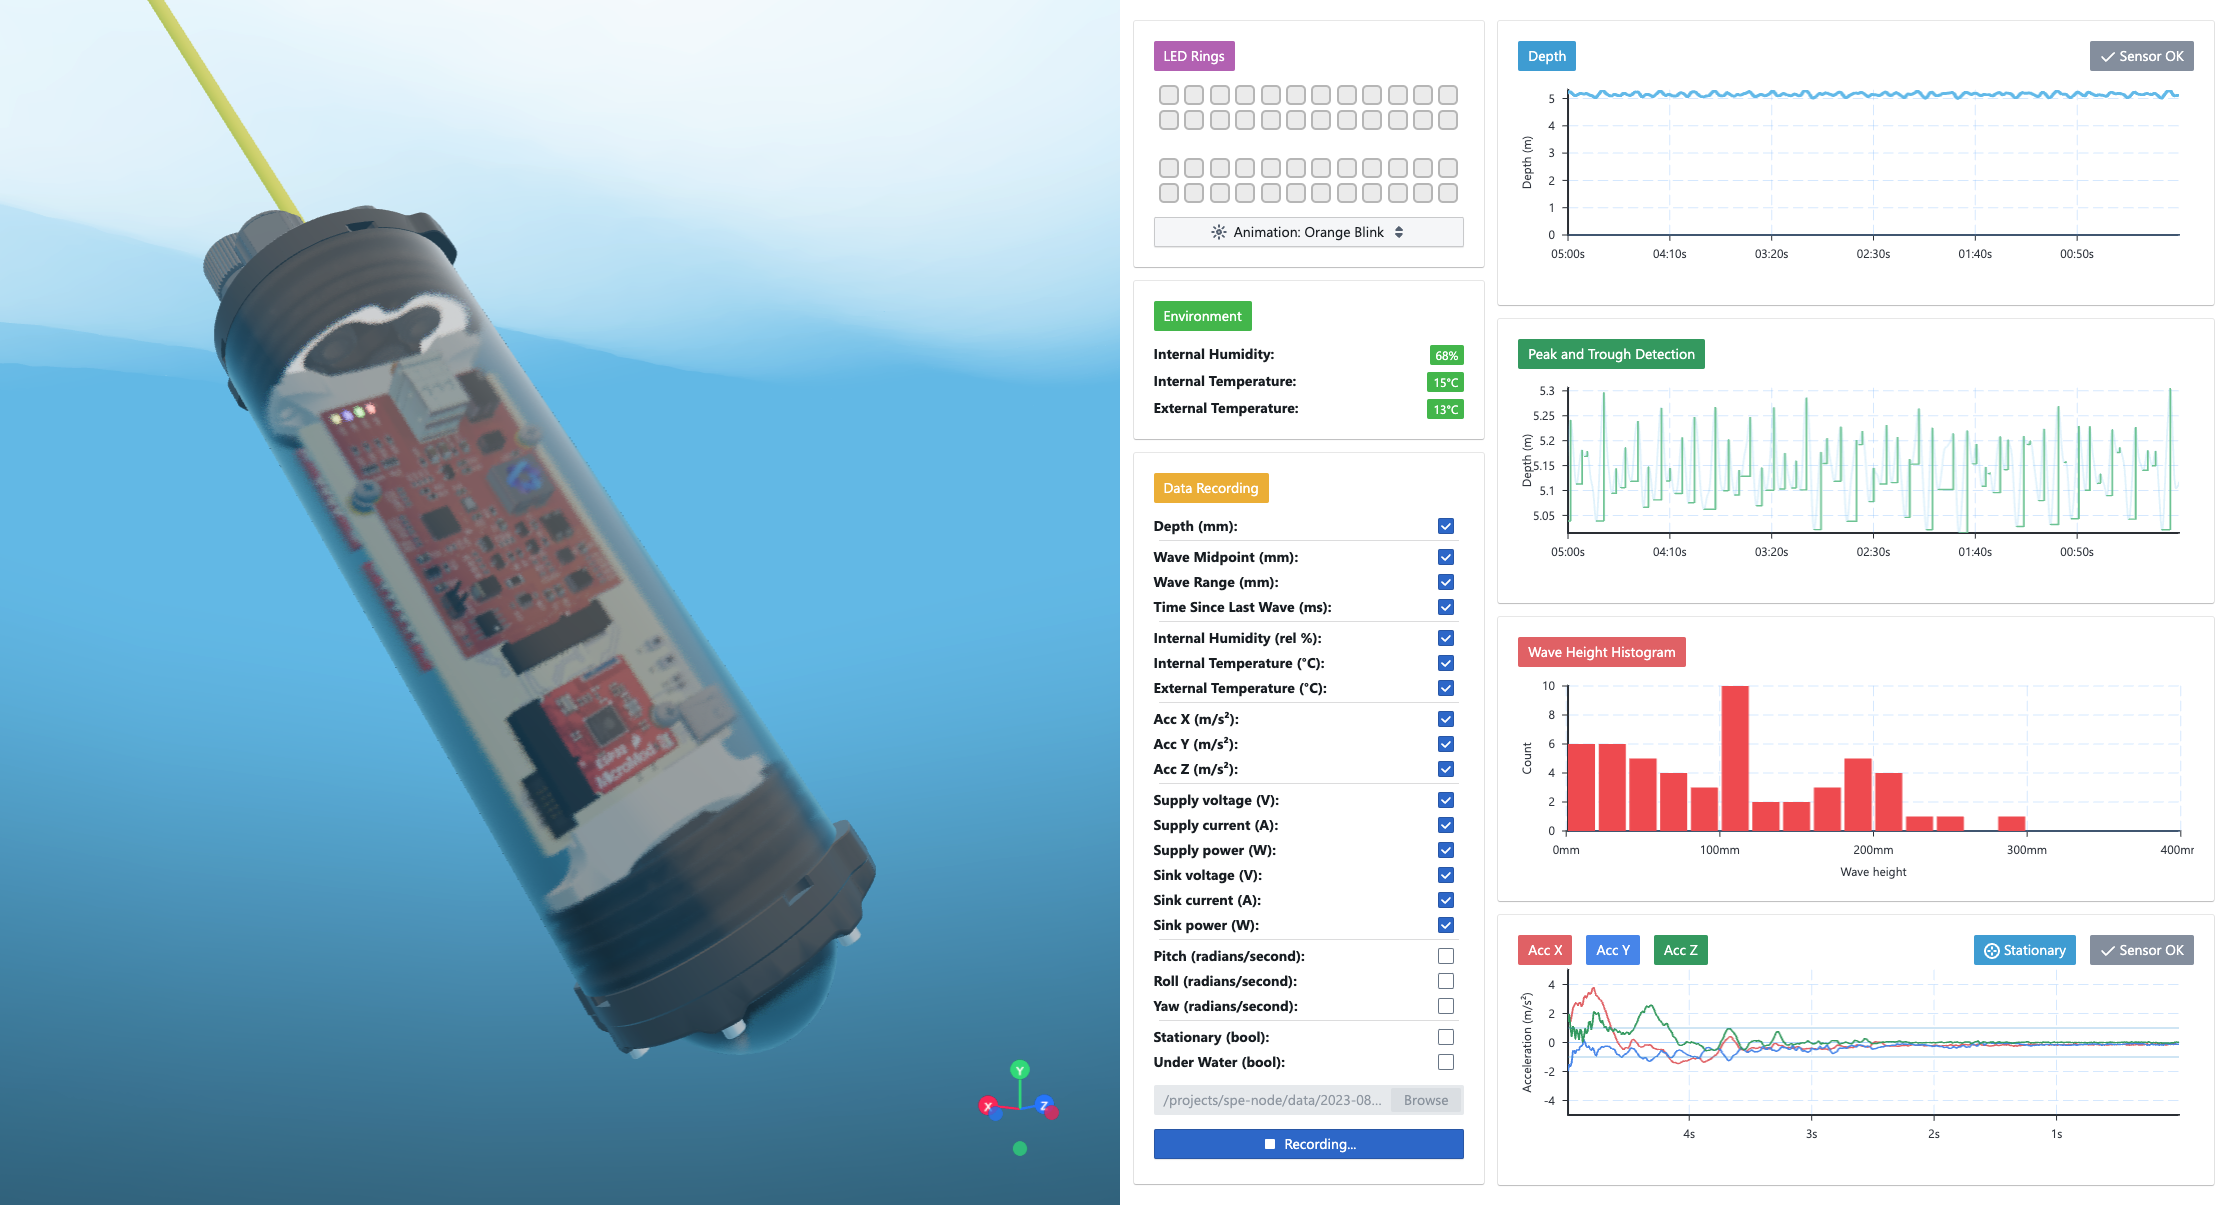 LED Rings
Animation: Orange Blink
Environment
Internal Humidity: 68%
Internal Temperature: 15°C
External Temperature: 13°C
Data Recording
Depth (mm):
Wave Midpoint (mm):
Wave Range (mm):
Time Since Last Wave (ms):
Internal Humidity (rel %):
Internal Temperature (°C):
External Temperature (°C):
Acc X (m/s²):
Acc Y (m/s²):
Acc Z (m/s²):
Supply voltage (V):
Supply current (A):
Supply power (W):
Sink voltage (V):
Sink current (A):
Sink power (W):
Pitch (radians/second):
Roll (radians/second):
Yaw (radians/second):
Stationary (bool):
Under Water (bool):
/projects/spe-node/data/2023-08... Browse
Recording...
Depth Sensor OK
Depth (m)
5
4
3
2
1
0
05:00s 04:10s 03:20s 02:30s 01:40s 00:50s
Peak and Trough Detection
Depth (m)
5.3
5.25
5.2
5.15
5.1
5.05
05:00s 04:10s 03:20s 02:30s 01:40s 00:50s
Wave Height Histogram
Count
10
8
6
4
2
0
0mm 100mm 200mm 300mm 400mr
Wave height
Acc X Acc Y Acc Z Stationary Sensor OK
Acceleration (m/s²)
4
2
0
-2
-4
4s 3s 2s 1s
ESP32
MicroMod
Y
X Z